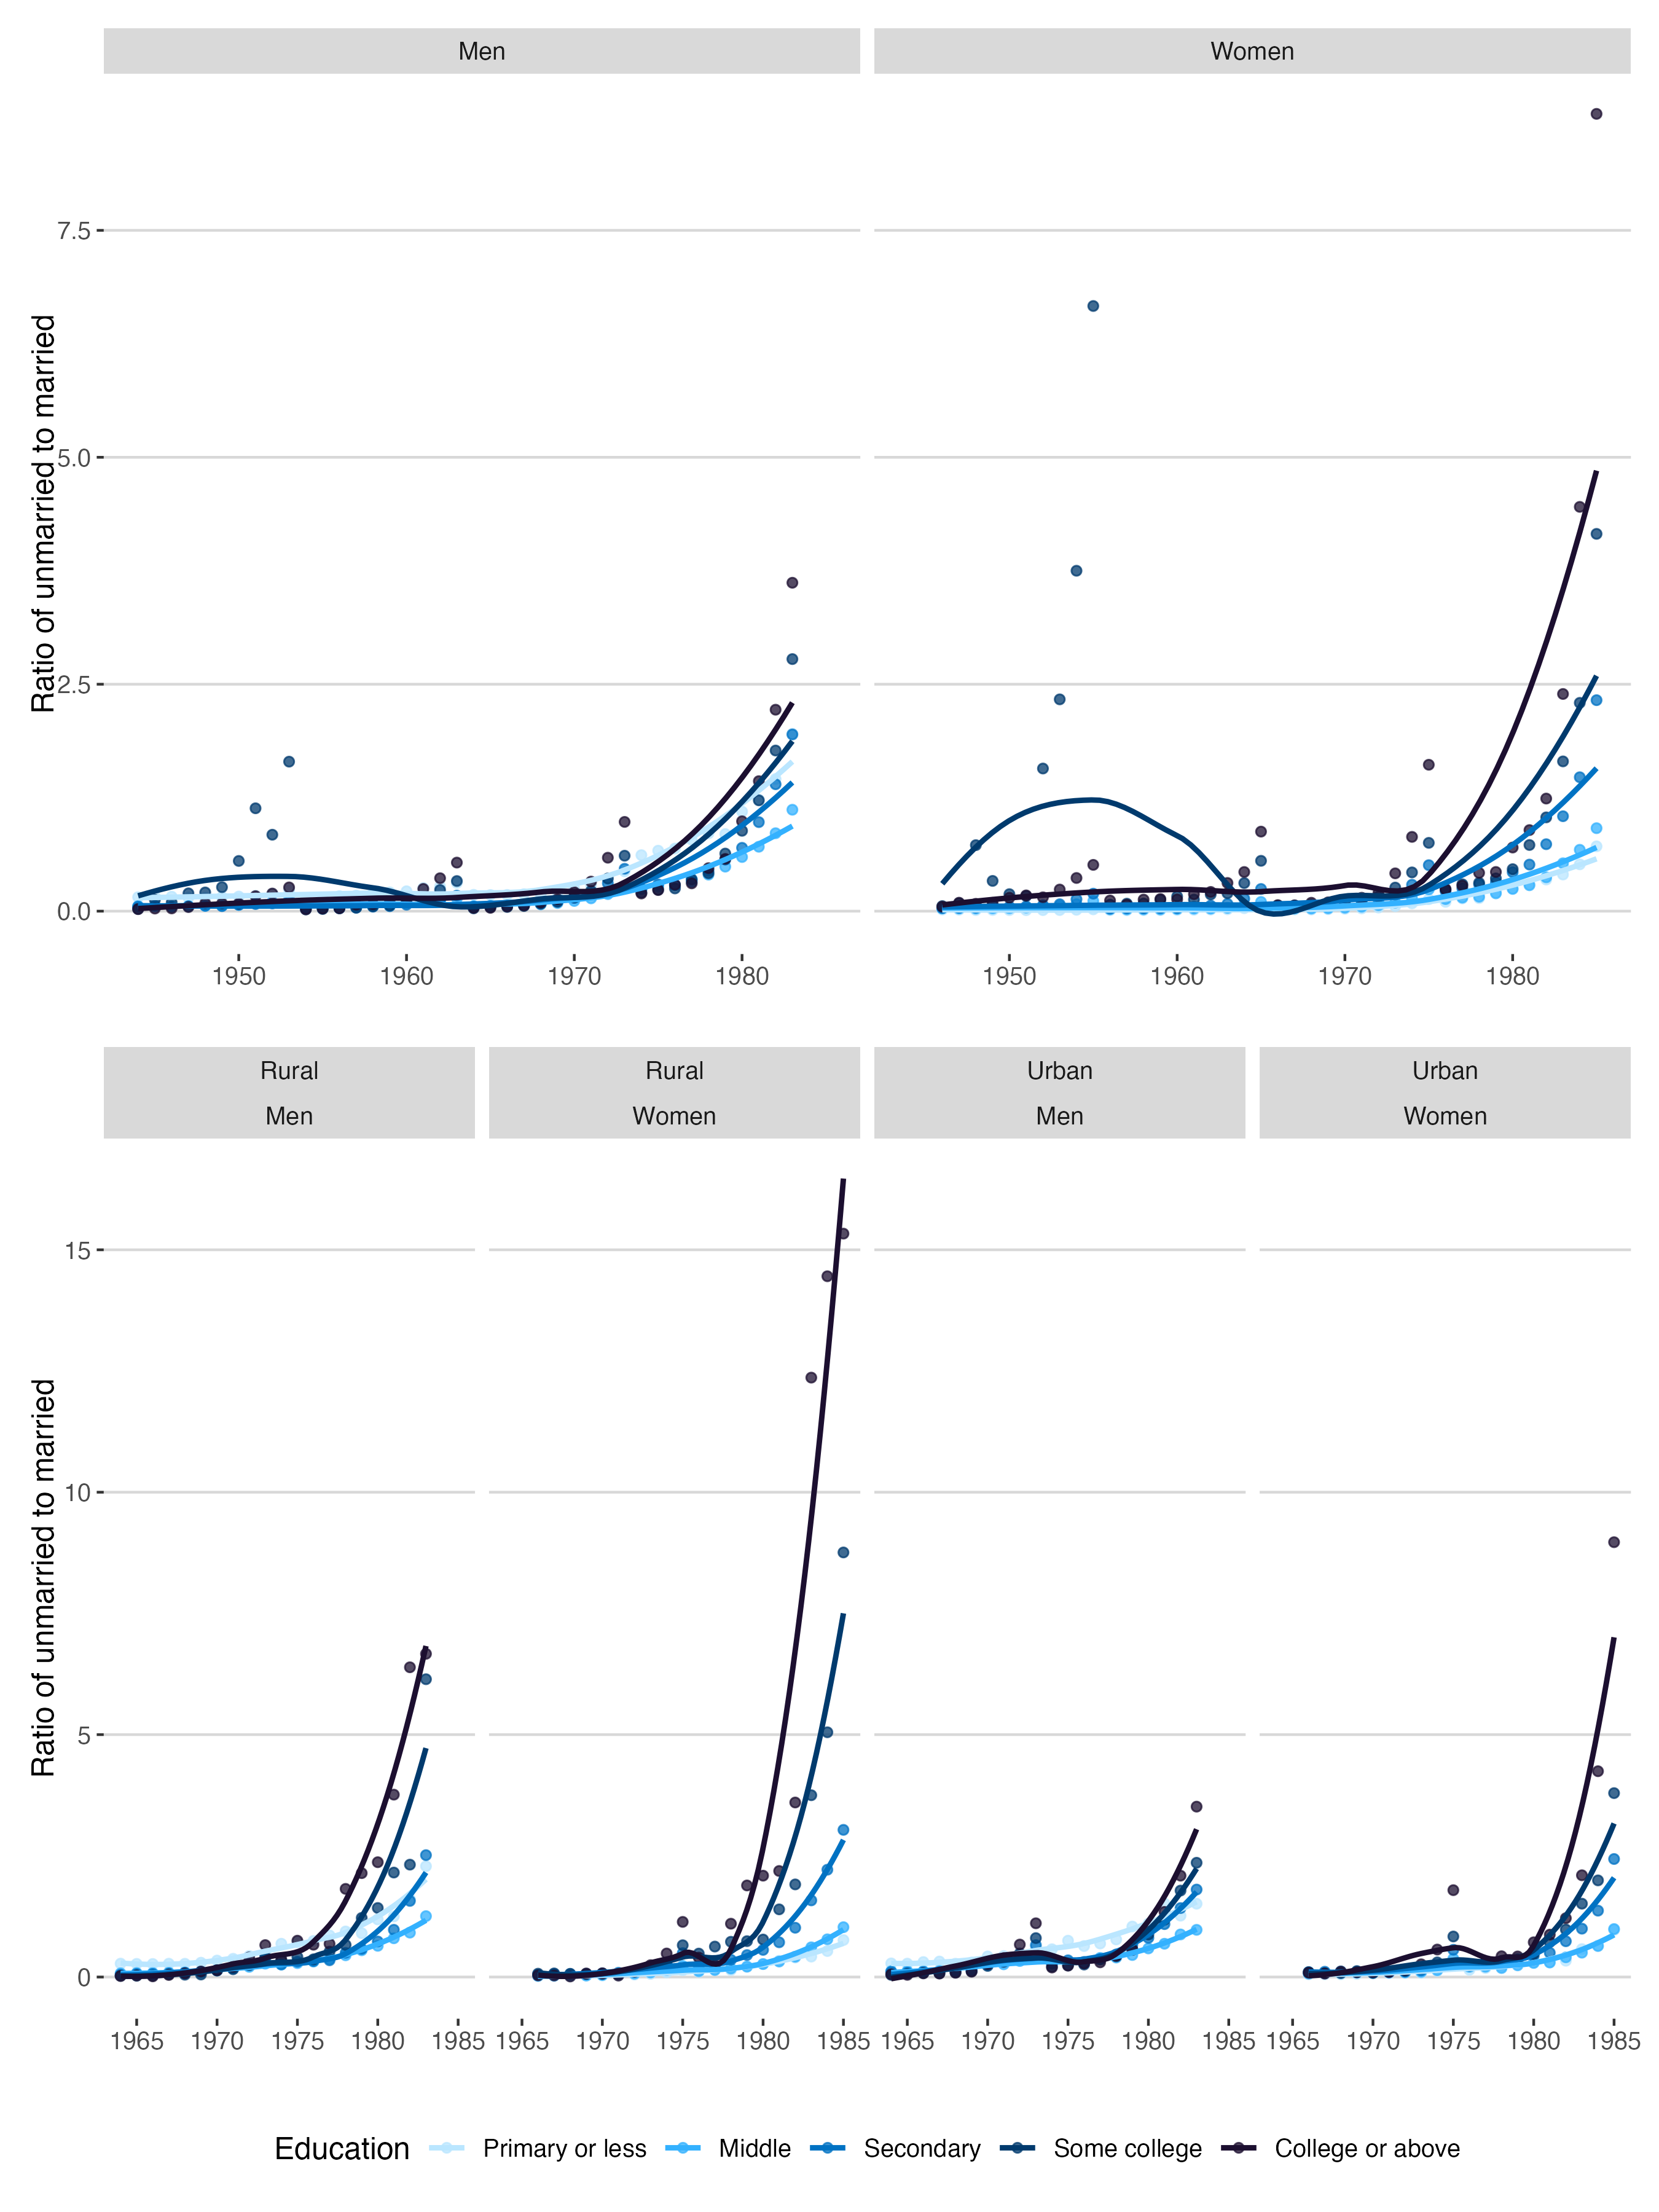 Men Women
Ratio of unmarried to married
7.5
5.0
2.5
0.0
1950 1960 1970 1980 1950 1960 1970 1980
Rural Rural Urban Urban
Men Women Men Women
Ratio of unmarried to married
15
10
5
0
1965 1970 1975 1980 1985 1965 1970 1975 1980 1985 1965 1970 1975 1980 1985 1965 1970 1975 1980 1985
Education Primary or less Middle Secondary Some college College or above